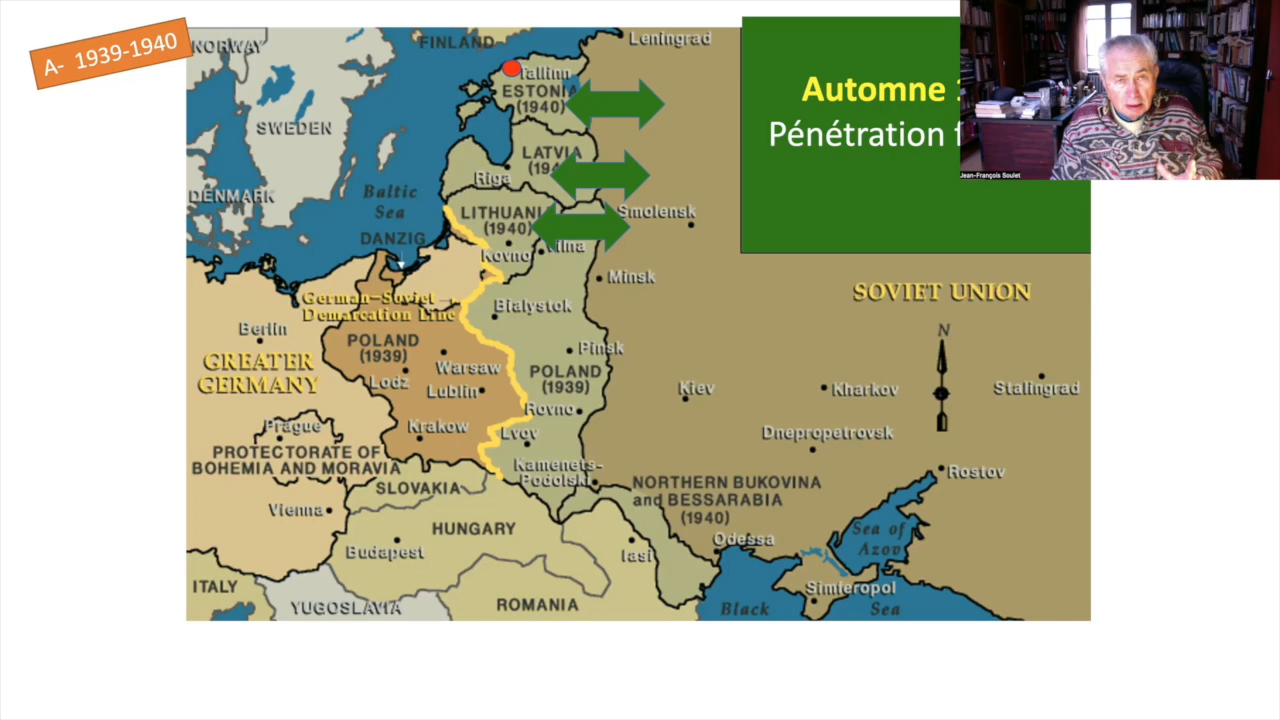 A- 1939-1940
NORWAY
FINLAND
Leningrad
Tallinn
ESTONIA
(1940)
SWEDEN
LATVIA
Riga
DENMARK
Baltic
Sea
LITHUANI
(1940)
Smolensk
DANZIG
Vilna
Kovno
Minsk
German-Soviet
Demarcation Line
Bialystok
SOVIET UNION
N
Berlin
POLAND
(1939)
Pinsk
GREATER
GERMANY
Warsaw
POLAND
(1939)
Lodz
Lublin
Kiev
Kharkov
Stalingrad
Rovno
Prague
Krakow
Lvov
Dnepropetrovsk
PROTECTORATE OF
BOHEMIA AND MORAVIA
Kamenets-
Podolski
Rostov
SLOVAKIA
NORTHERN BUKOVINA
and BESSARABIA
(1940)
Vienna
HUNGARY
Sea of
Azov
Budapest
Iasi
Odessa
ITALY
Simieropol
YUGOSLAVIA
ROMANIA
Black
Sea
Automne
Pénétration
Jean-François Soulet